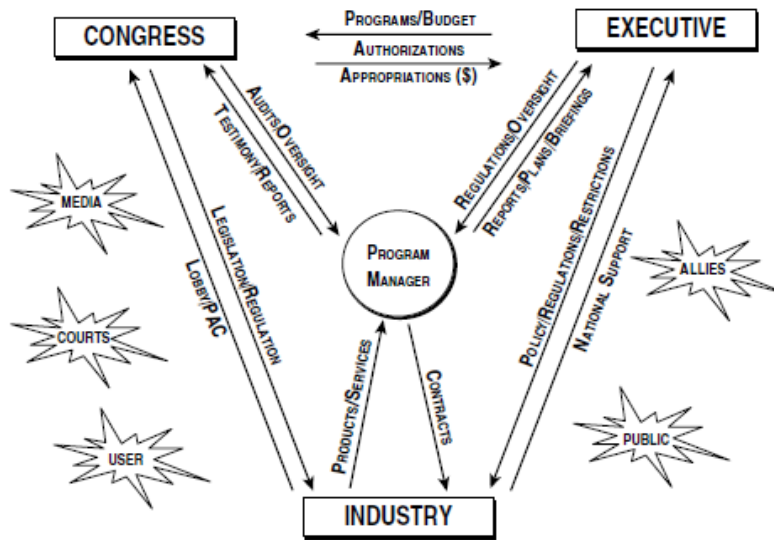 PROGRAMS/BUDGET
CONGRESS
EXECUTIVE
AUTHORIZATIONS
APPROPRIATIONS ($)
AUDITS/OVERSIGHT
TESTIMONY/REPORTS
REGULATIONS/OVERSIGHT
REPORTS/PLANS/BRIEFINGS
MEDIA
LEGISLATION/REGULATION
LOBBY/PAC
PROGRAM
MANAGER
POLICY/REGULATIONS/RESTRICTIONS
NATIONAL SUPPORT
ALLIES
COURTS
PRODUCTS/SERVICES
CONTRACTS
USER
PUBLIC
INDUSTRY